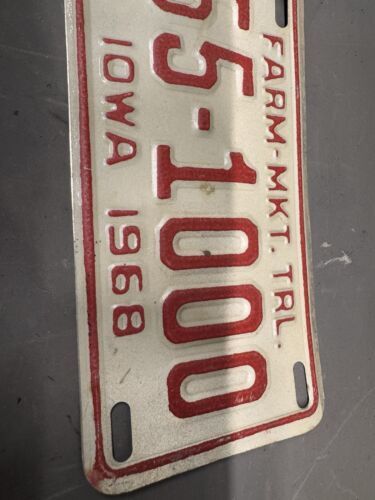 FARM-MKT. TRL.
5-1000
IOWA 1968